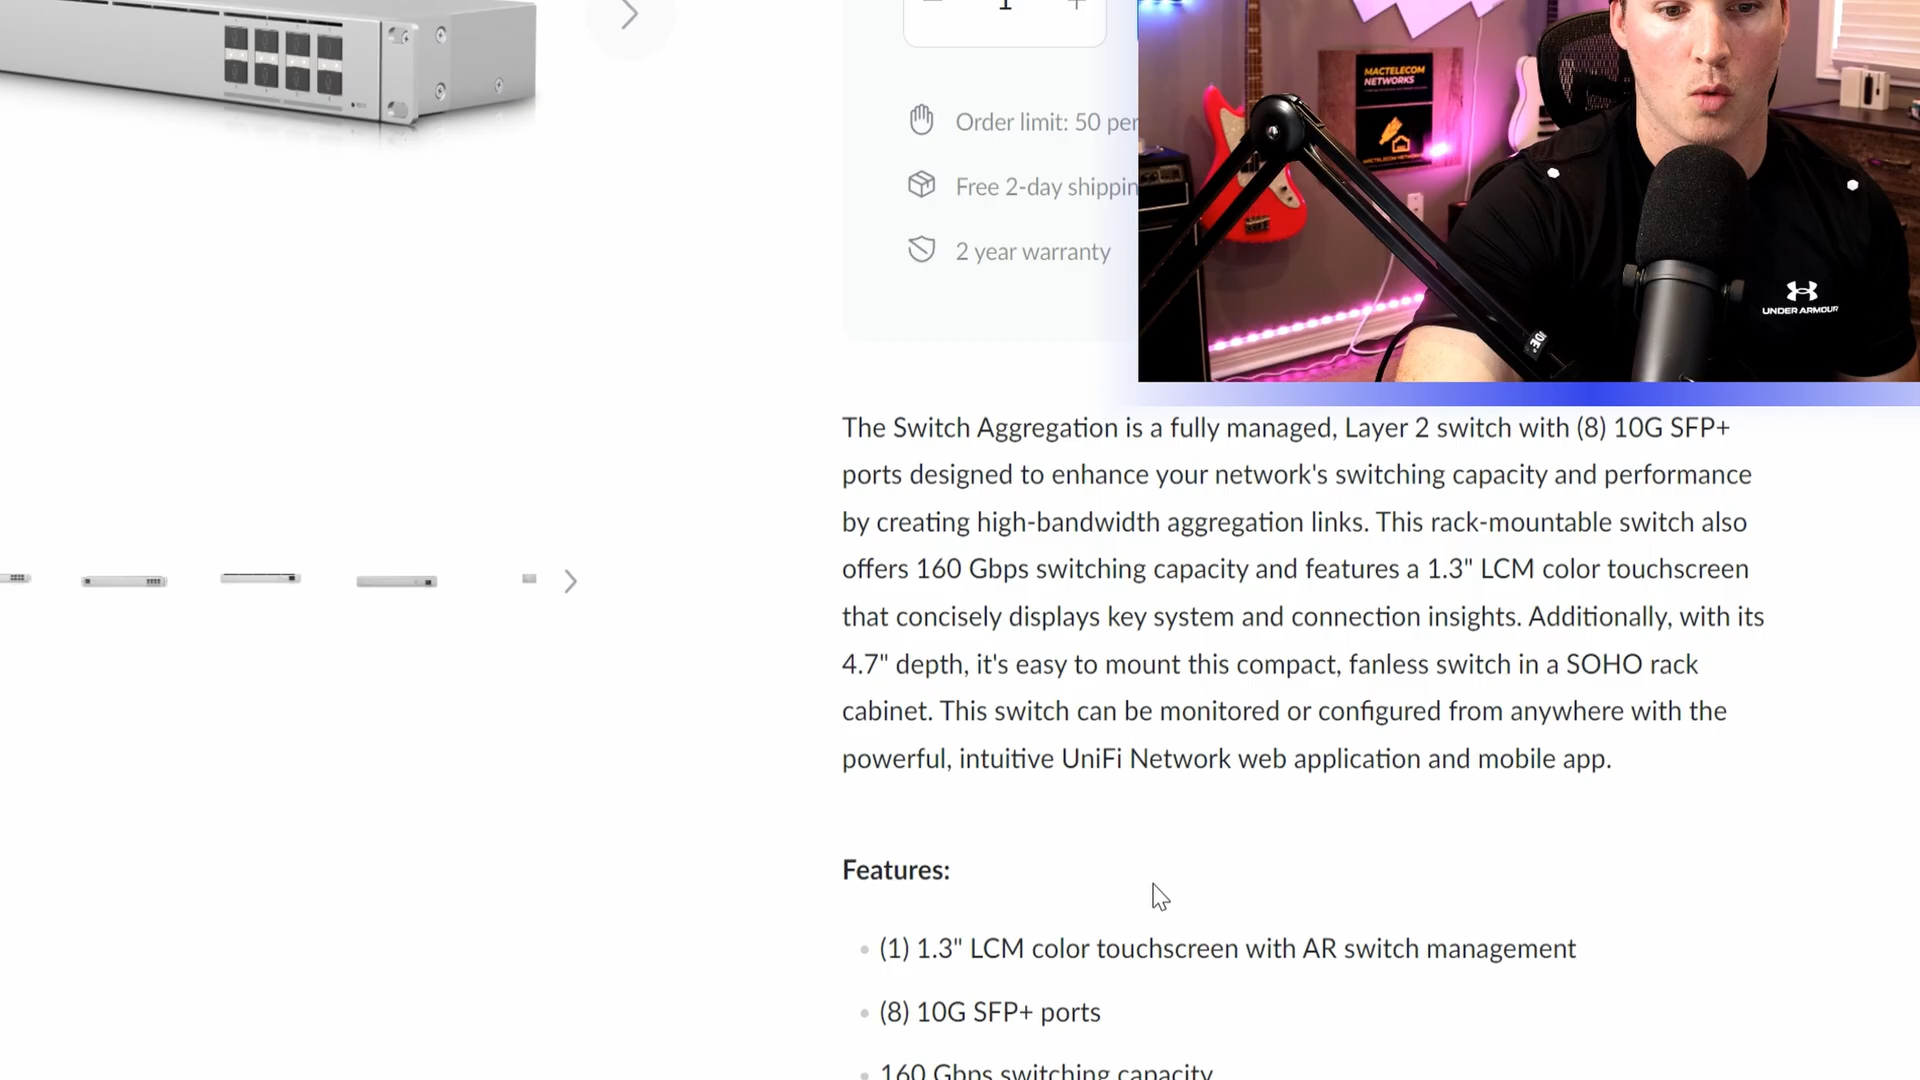 1
Order limit: 50 per
Free 2-day shippin
2 year warranty
MACTELECOM
NETWORKS
MACTELECOM NETWORKS
UNDER ARMOUR
The Switch Aggregation is a fully managed, Layer 2 switch with (8) 10G SFP+
ports designed to enhance your network's switching capacity and performance
by creating high-bandwidth aggregation links. This rack-mountable switch also
offers 160 Gbps switching capacity and features a 1.3" LCM color touchscreen
that concisely displays key system and connection insights. Additionally, with its
4.7" depth, it's easy to mount this compact, fanless switch in a SOHO rack
cabinet. This switch can be monitored or configured from anywhere with the
powerful, intuitive UniFi Network web application and mobile app.
Features:
(1) 1.3" LCM color touchscreen with AR switch management
(8) 10G SFP+ ports
160 Gbps switching capacity